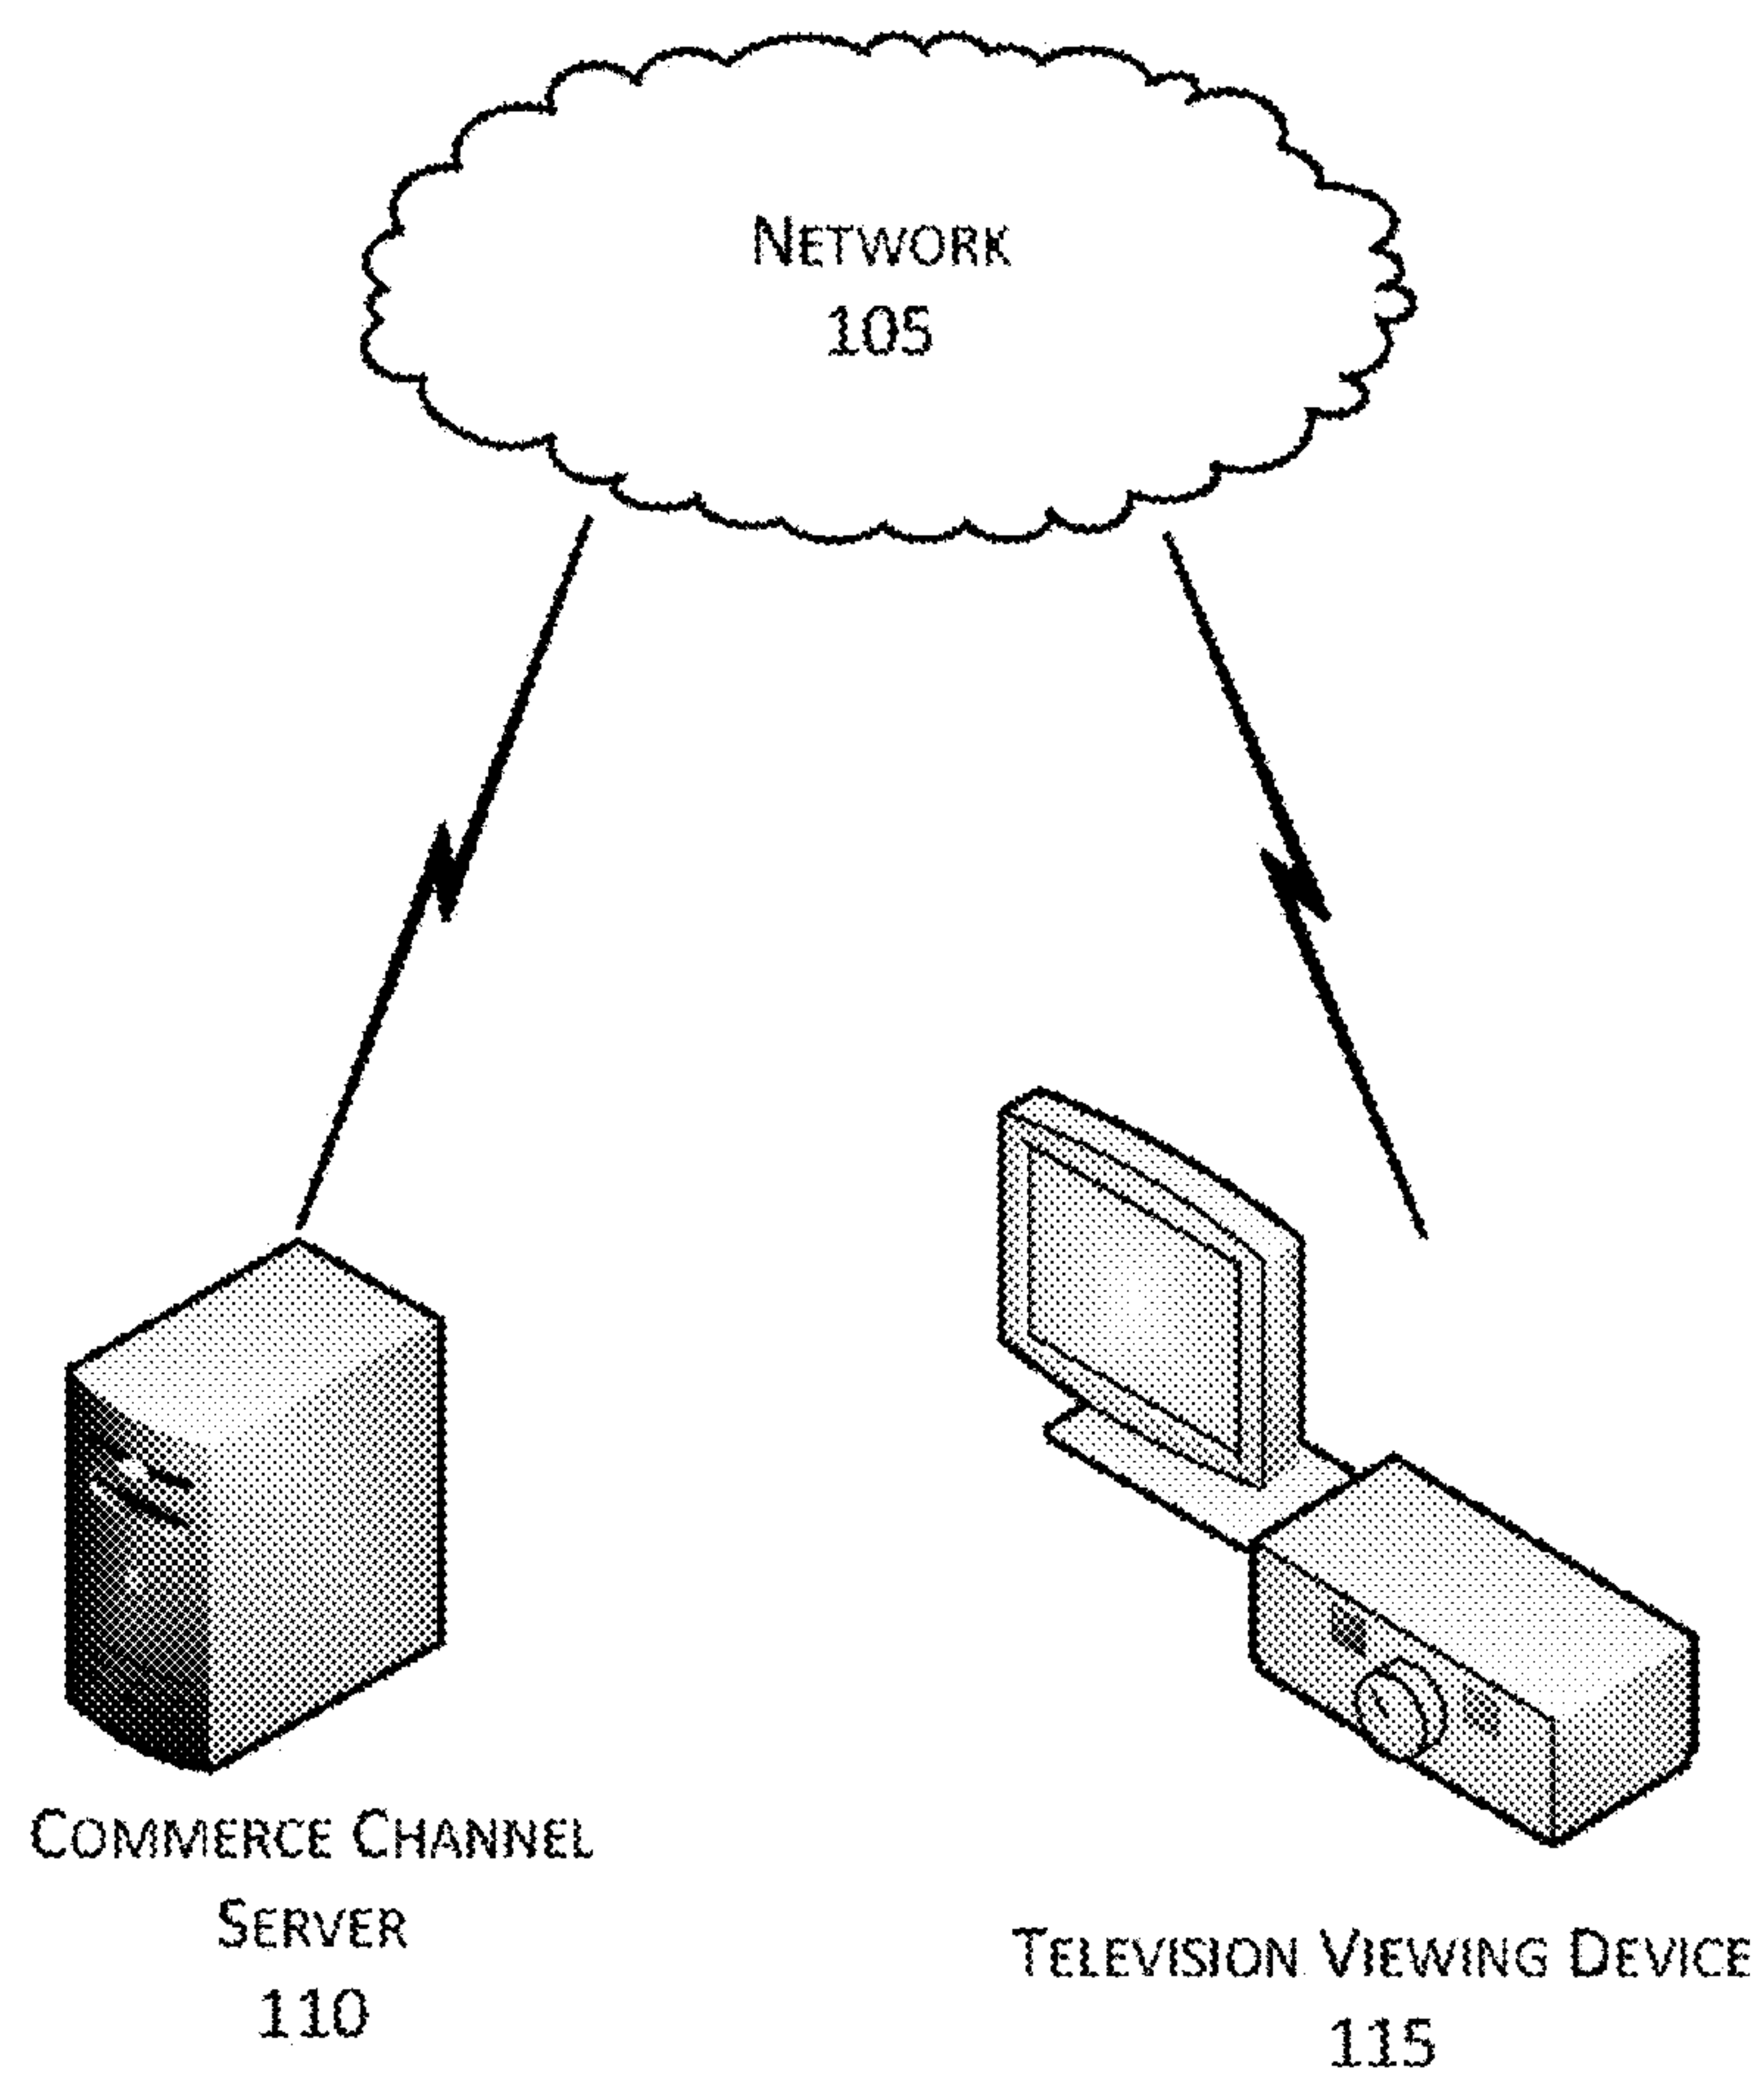 NETWORK
105
COMMERCE CHANNEL
SERVER
110
TELEVISION VIEWING DEVICE
115